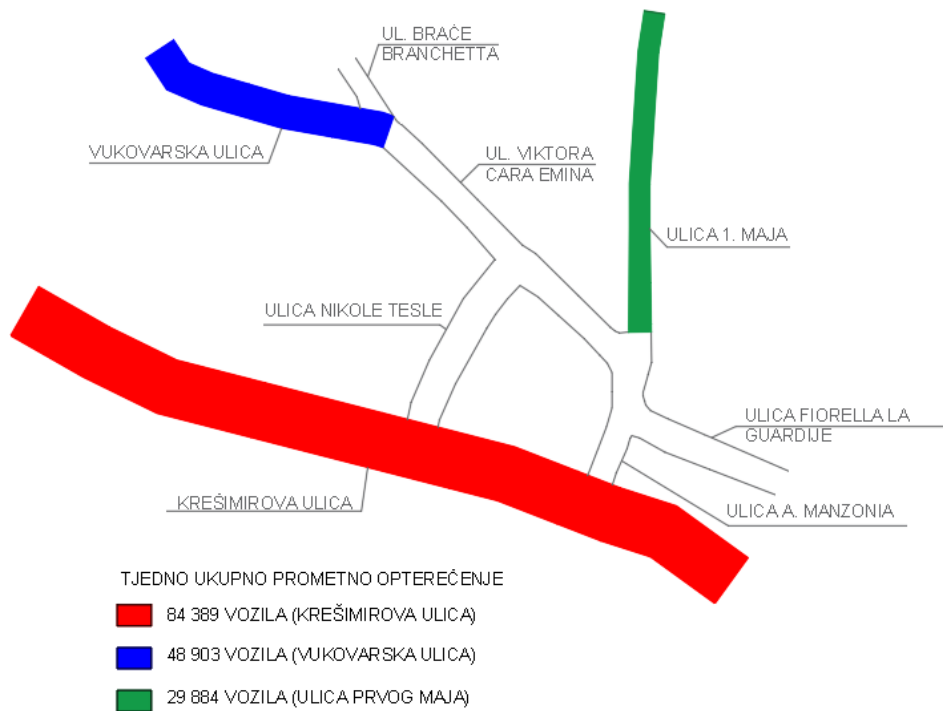 UL. BRAĆE
BRANCHETTA
VUKOVARSKA ULICA
UL. VIKTORA
CARA EMINA
ULICA 1. MAJA
ULICA NIKOLE TESLE
ULICA FIORELLA LA
GUARDIJE
KREŠIMIROVA ULICA
ULICA A. MANZONIA
TJEDNO UKUPNO PROMETNO OPTEREĆENJE
84 389 VOZILA (KREŠIMIROVA ULICA)
48 903 VOZILA (VUKOVARSKA ULICA)
29 884 VOZILA (ULICA PRVOG MAJA)